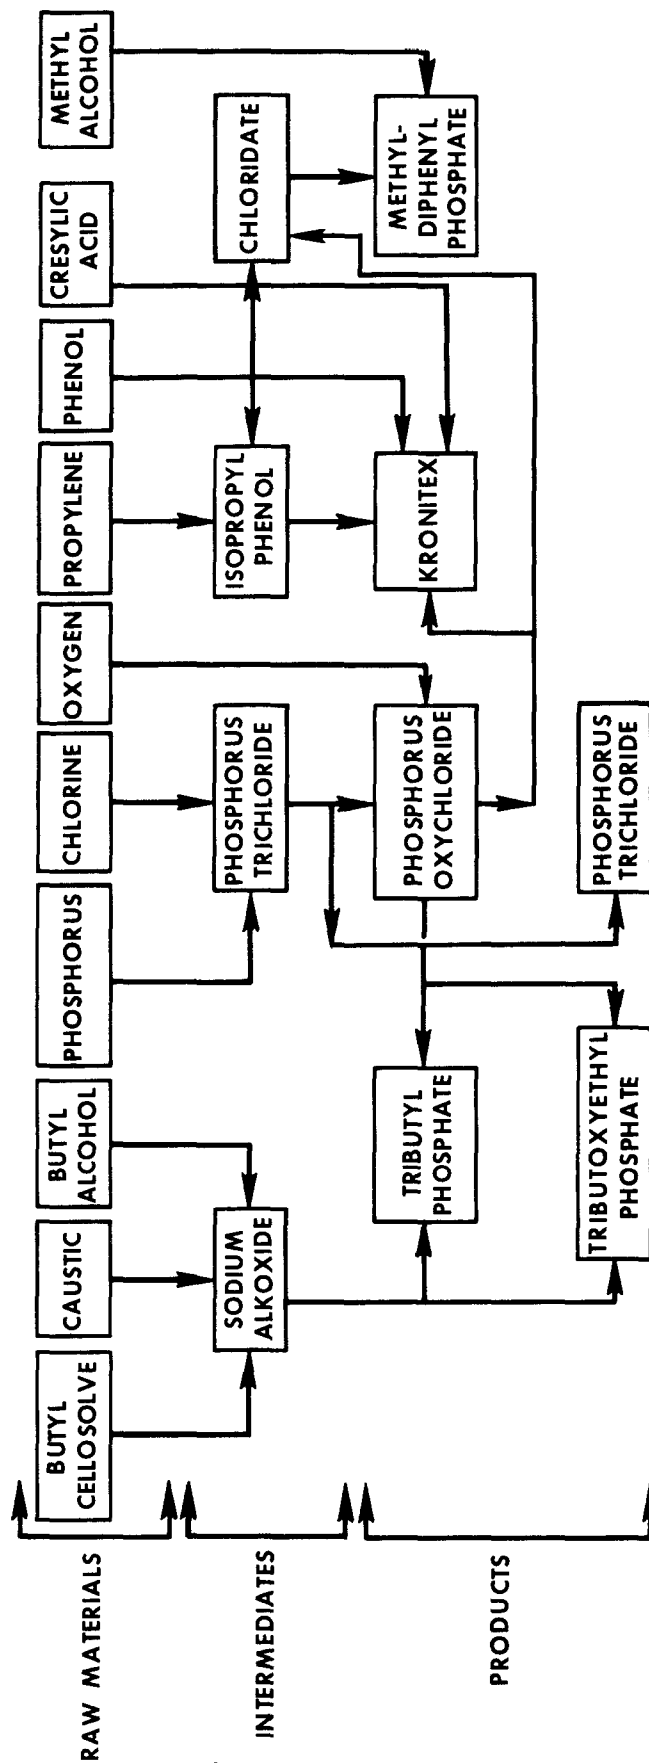 RAW MATERIALS
BUTYL
CELLOSOLVE
CAUSTIC
BUTYL
ALCOHOL
PHOSPHORUS
CHLORINE
OXYGEN
PROPYLENE
PHENOL
CRESYLIC
ACID
METHYL
ALCOHOL
INTERMEDIATES
SODIUM
ALKOXIDE
PHOSPHORUS
TRICHLORIDE
ISOPROPYL
PHENOL
CHLORIDATE
PRODUCTS
TRIBUTYL
PHOSPHATE
PHOSPHORUS
OXYCHLORIDE
KRONITEX
METHYL-
DIPHENYL
PHOSPHATE
TRIBUTOXYETHYL
PHOSPHATE
PHOSPHORUS
TRICHLORIDE